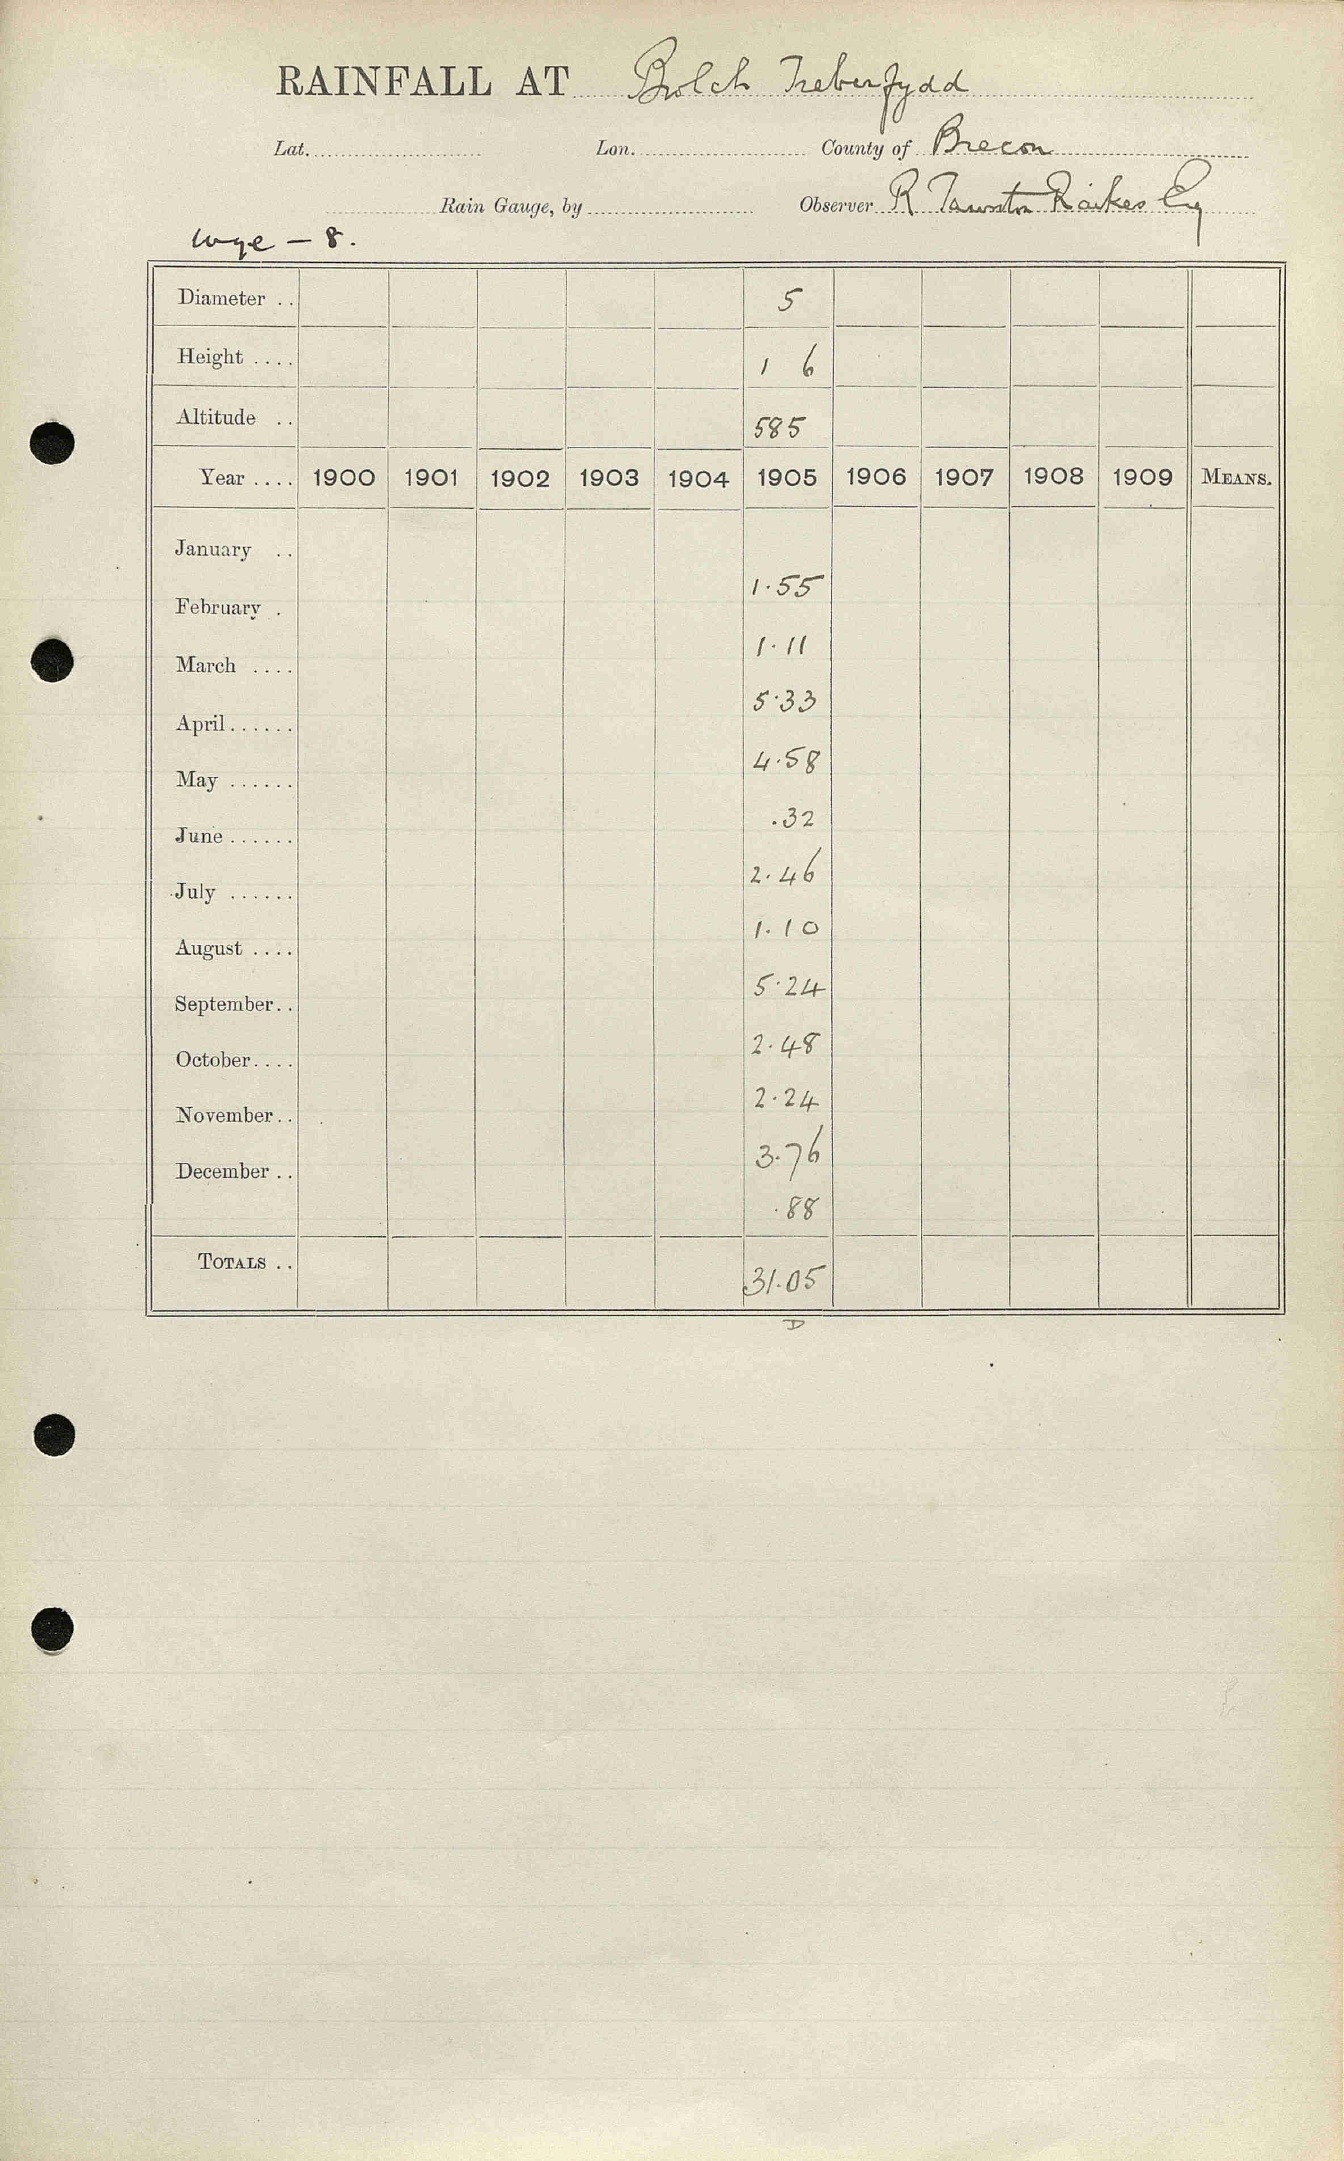 RAINFALL AT Bwlch Treberfydd
Lat. Lon. County of Brecon
Rain Gauge, by Observer R Tawnton Raikes Esq
Wye – 8.
Diameter .. 5
Height .... 1 6
Altitude .. 585
Year .... 1900 1901 1902 1903 1904 1905 1906 1907 1908 1909 MEANS.
January ..
1.55
February .
1.11
March ....
5.33
April......
4.58
May ......
.32
June ......
2.46
July ......
1.10
August ....
5.24
September..
2.48
October....
2.24
November..
3.76
December ..
.88
TOTALS ..
31.05
D